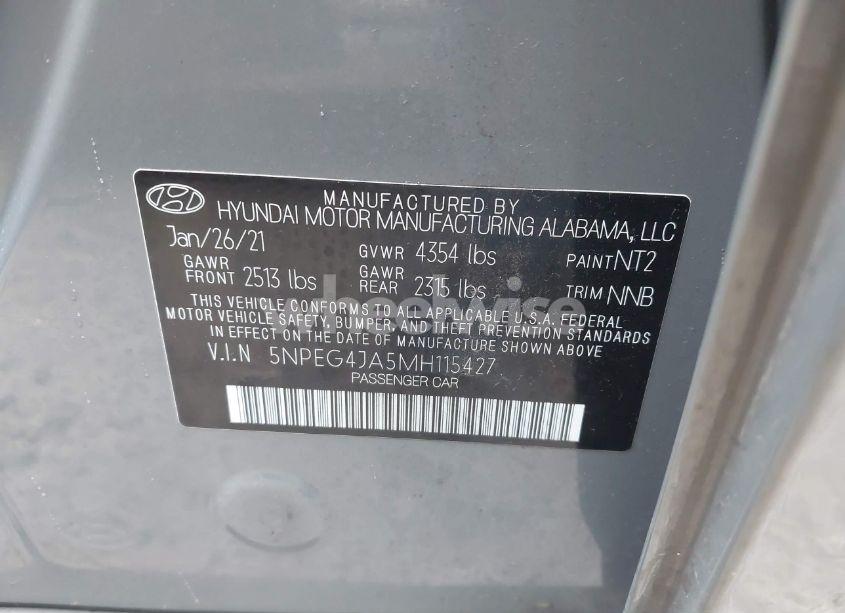 MANUFACTURED BY
HYUNDAI MOTOR MANUFACTURING ALABAMA, LLC
Jan/26/21 GVWR 4354 lbs PAINT NT2
GAWR FRONT 2513 lbs GAWR REAR 2315 lbs TRIM NNB
THIS VEHICLE CONFORMS TO ALL APPLICABLE U.S.A. FEDERAL
MOTOR VEHICLE SAFETY, BUMPER, AND THEFT PREVENTION STANDARDS
IN EFFECT ON THE DATE OF MANUFACTURE SHOWN ABOVE.
V.I.N 5NPEG4JA5MH115427
PASSENGER CAR
wheelwise